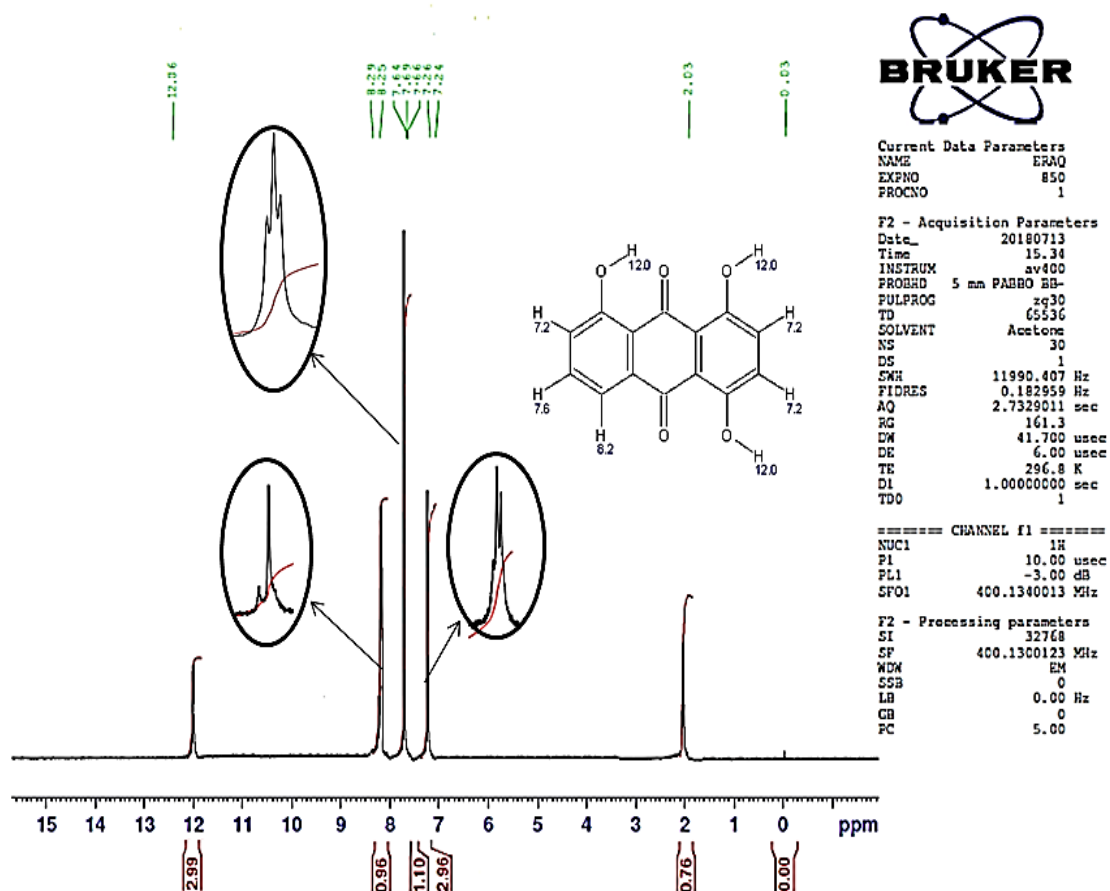 BRUKER
12.06
8.29
8.25
7.64
7.69
7.66
7.26
7.24
2.03
-0.03
Current Data Parameters
NAME ERAQ
EXPNO 850
PROCNO 1
F2 - Acquisition Parameters
Date_ 20180713
Time 15.34
INSTRUM av400
PROBHD 5 mm PABBO BB-
PULPROG zg30
TD 65536
SOLVENT Acetone
NS 30
DS 1
SWH 11990.407 Hz
FIDRES 0.182959 Hz
AQ 2.7329011 sec
RG 161.3
DW 41.700 usec
DE 6.00 usec
TE 296.8 K
D1 1.00000000 sec
TD0 1
======== CHANNEL f1 ========
NUC1 1H
P1 10.00 usec
PL1 -3.00 dB
SFO1 400.1340013 MHz
F2 - Processing parameters
SI 32768
SF 400.1300123 MHz
WDW EM
SSB 0
LB 0.00 Hz
GB 0
PC 5.00
H 12.0 H 12.0
O O O
H 7.2 H 7.2
H 7.6 H 7.2
H 8.2 O O
H 12.0
15 14 13 12 11 10 9 8 7 6 5 4 3 2 1 0 ppm
2.99 0.96 1.10 2.96 0.76 0.00